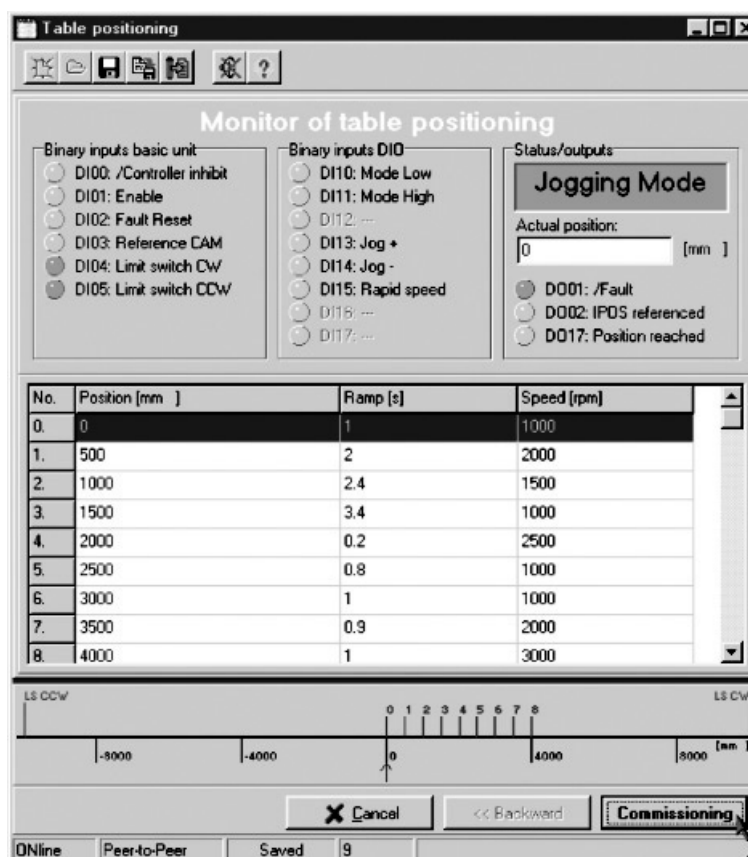 Table positioning
Monitor of table positioning
Binary inputs basic unit
DI00: /Controller inhibit
DI01: Enable
DI02: Fault Reset
DI03: Reference CAM
DI04: Limit switch CW
DI05: Limit switch CCW
Binary inputs DIO
DI10: Mode Low
DI11: Mode High
DI12: ---
DI13: Jog +
DI14: Jog -
DI15: Rapid speed
DI16: ---
DI17: ---
Status/outputs
Jogging Mode
Actual position:
0 [mm ]
DO01: /Fault
DO02: IPOS referenced
DO17: Position reached
No. Position [mm ] Ramp [s] Speed [rpm]
0. 0 1 1000
1. 500 2 2000
2. 1000 2.4 1500
3. 1500 3.4 1000
4. 2000 0.2 2500
5. 2500 0.8 1000
6. 3000 1 1000
7. 3500 0.9 2000
8. 4000 1 3000
LS CCW LS CW
0 1 2 3 4 5 6 7 8
-8000 -4000 0 4000 8000 [mm ]
Cancel << Backward Commissioning
ONline Peer-to-Peer Saved 9